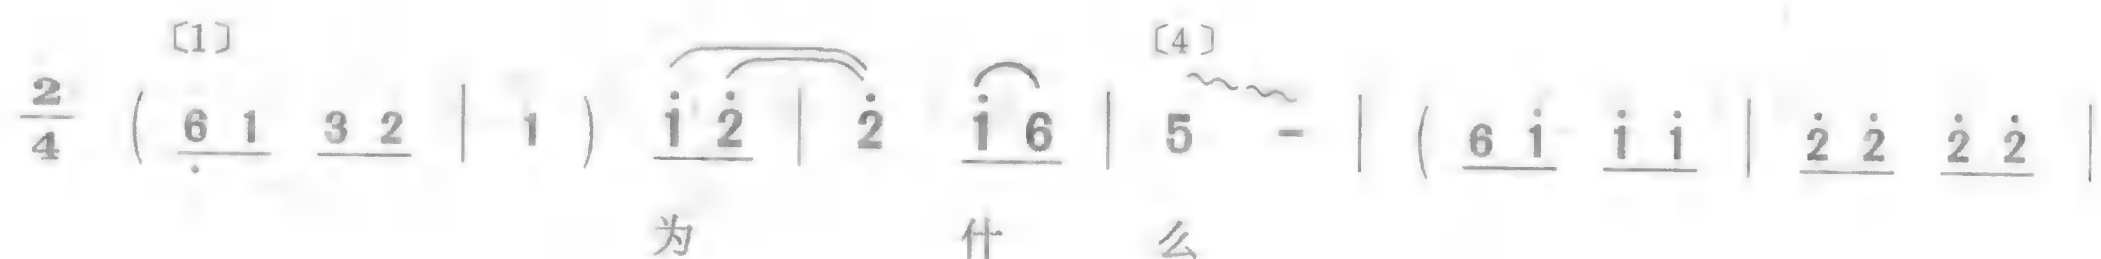 〔1〕 〔4〕
2/4 ( 6̣ 1 3 2 | 1 ) i̇ 2̇ | 2̇ i̇ 6 | 5 - | ( 6 i̇ i̇ i̇ | 2̇ 2̇ 2̇ 2̇ |
为 什 么